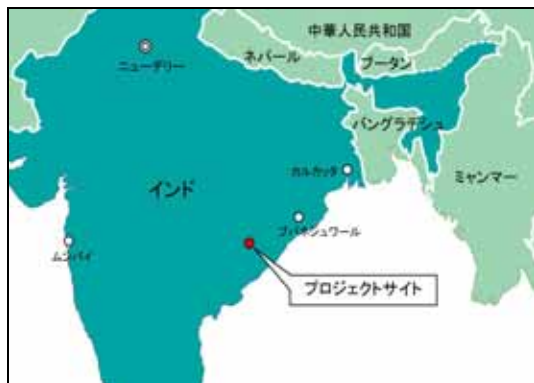 中華人民共和国
ネパール
ブータン
ニューデリー
バングラデシュ
カルカッタ
ミャンマー
インド
ブバネシュワール
ムンバイ
プロジェクトサイト